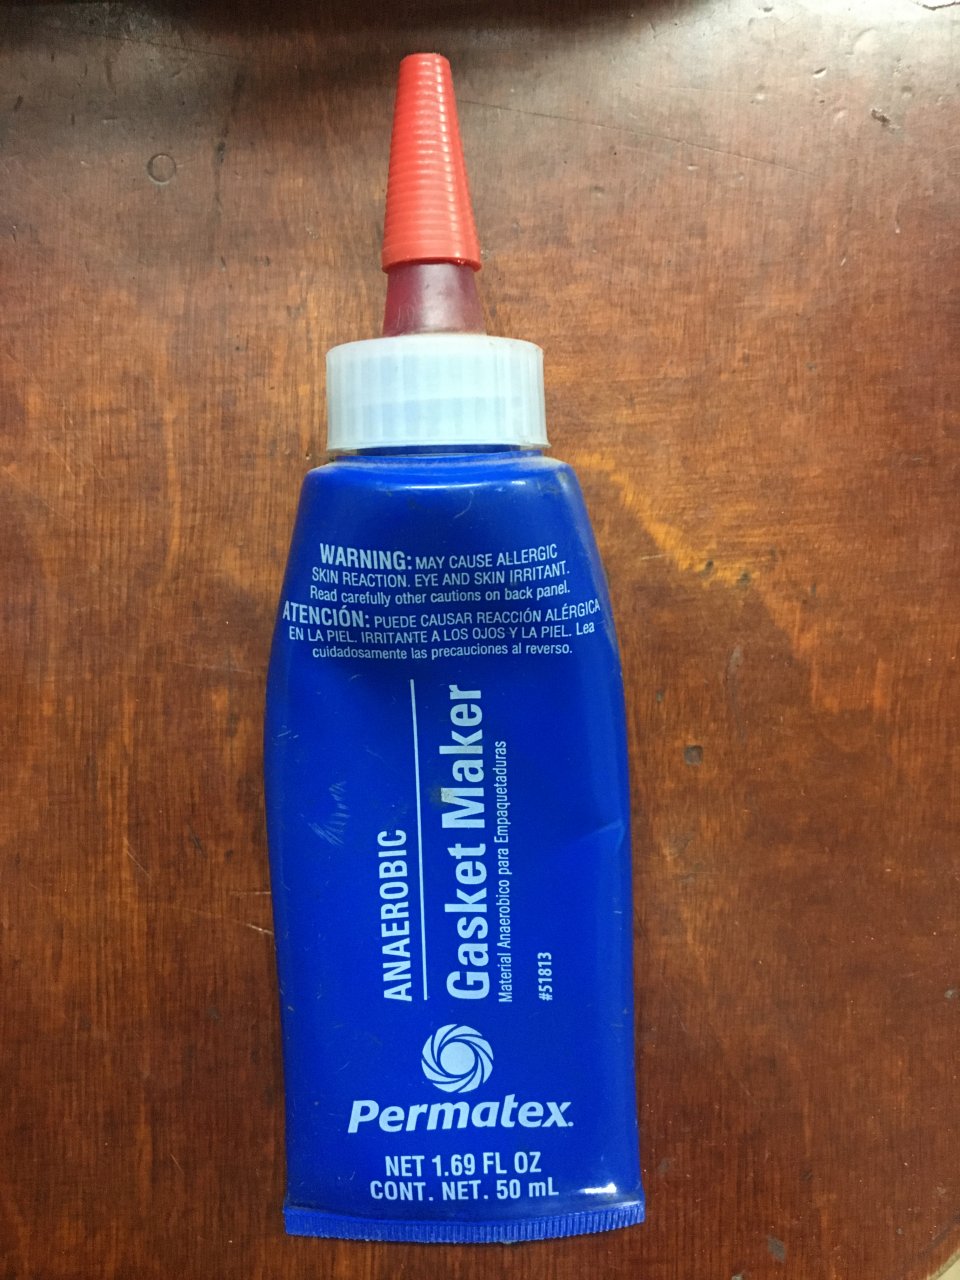 WARNING: MAY CAUSE ALLERGIC
SKIN REACTION. EYE AND SKIN IRRITANT.
Read carefully other cautions on back panel.
ATENCIÓN: PUEDE CAUSAR REACCIÓN ALÉRGICA
EN LA PIEL. IRRITANTE A LOS OJOS Y LA PIEL. Lea
cuidadosamente las precauciones al reverso.
ANAEROBIC
Gasket Maker
Material Anaerobico para Empaquetaduras
#51813
Permatex.
NET 1.69 FL OZ
CONT. NET. 50 mL